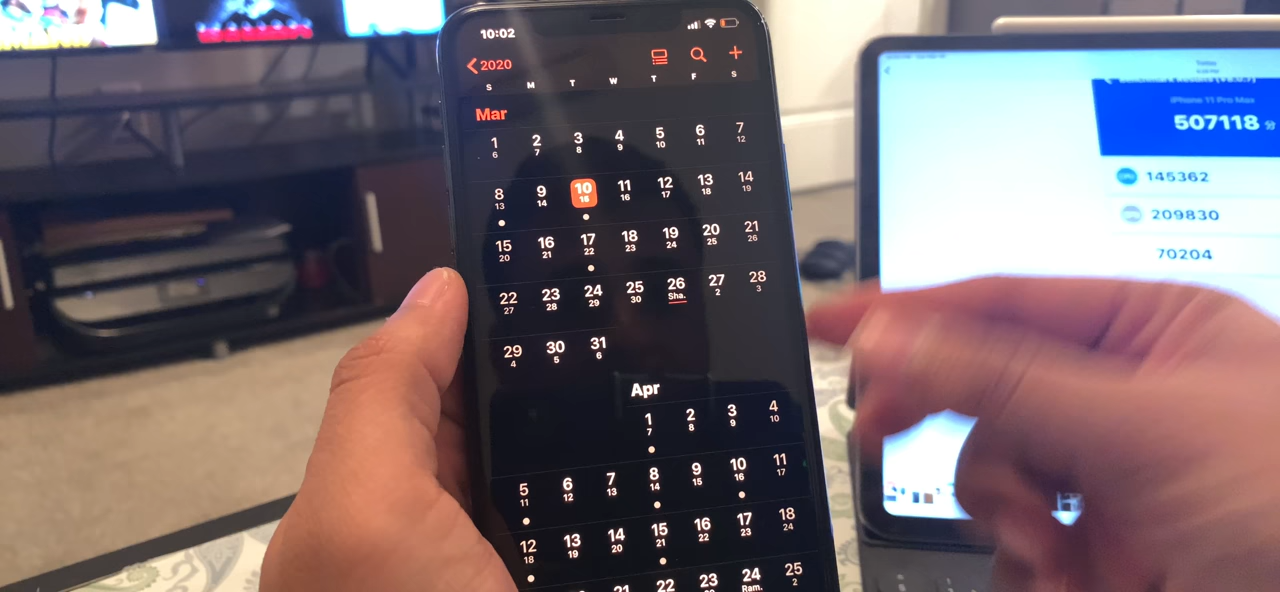 10:02
2020
S M T W T F S
Mar
1 2 3 4 5 6 7
6 7 8 9 10 11 12
8 9 10 11 12 13 14
13 14 15 16 17 18 19
15 16 17 18 19 20 21
20 21 22 23 24 25 26
22 23 24 25 26 27 28
27 28 29 30 Sha. 2 3
29 30 31
4 5 6
Apr
1 2 3 4
7 8 9 10
5 6 7 8 9 10 11
11 12 13 14 15 16 17
12 13 14 15 16 17 18
18 19 20 21 22 23 24
21 22 23 24 25
Ram. 2
Today
iPhone 11 Pro Max
507118 分
145362
209830
70204